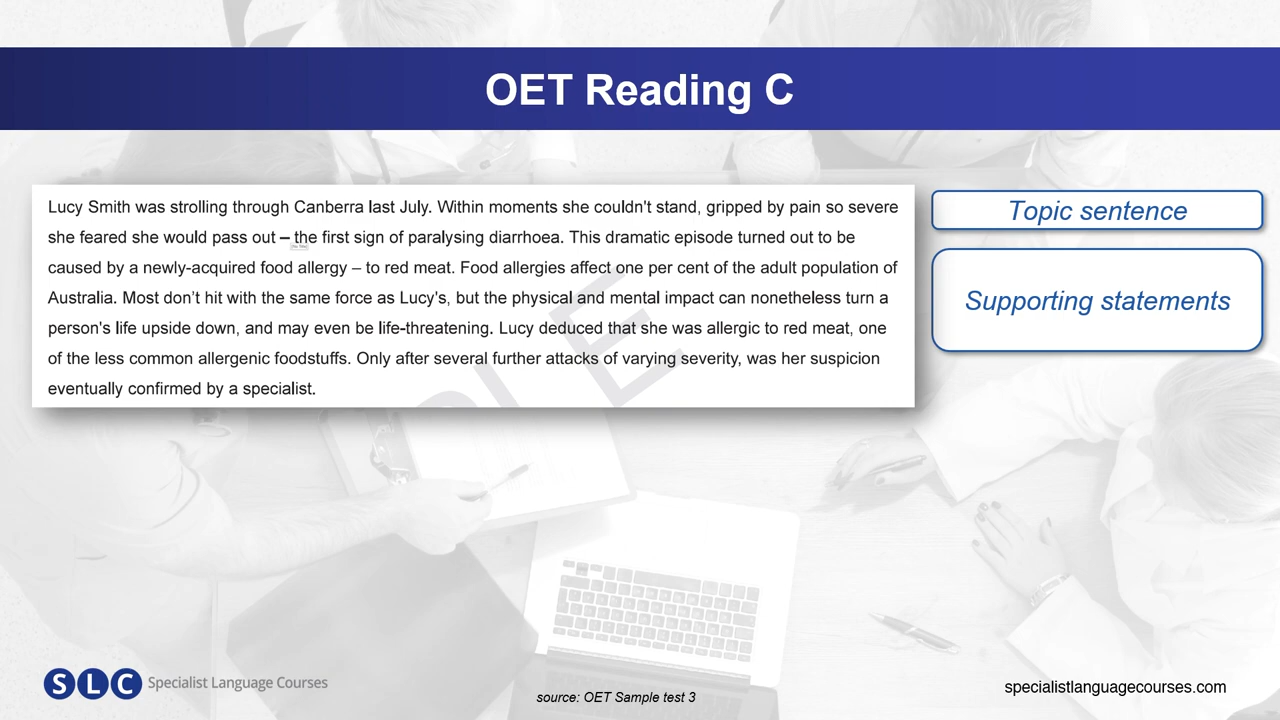 OET Reading C
Lucy Smith was strolling through Canberra last July. Within moments she couldn't stand, gripped by pain so severe
she feared she would pass out – the first sign of paralysing diarrhoea. This dramatic episode turned out to be
caused by a newly-acquired food allergy – to red meat. Food allergies affect one per cent of the adult population of
Australia. Most don't hit with the same force as Lucy's, but the physical and mental impact can nonetheless turn a
person's life upside down, and may even be life-threatening. Lucy deduced that she was allergic to red meat, one
of the less common allergenic foodstuffs. Only after several further attacks of varying severity, was her suspicion
eventually confirmed by a specialist.
Topic sentence
Supporting statements
SLC Specialist Language Courses
source: OET Sample test 3
specialistlanguagecourses.com